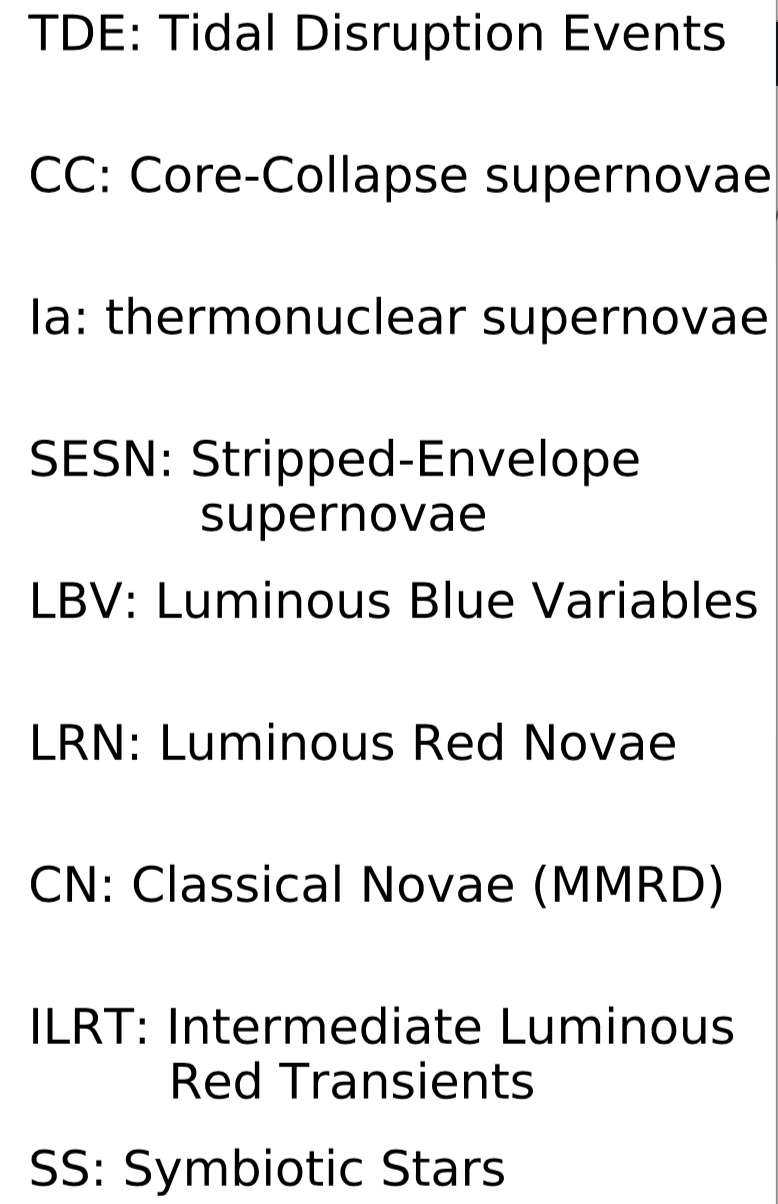 TDE: Tidal Disruption Events
CC: Core-Collapse supernovae
Ia: thermonuclear supernovae
SESN: Stripped-Envelope
supernovae
LBV: Luminous Blue Variables
LRN: Luminous Red Novae
CN: Classical Novae (MMRD)
ILRT: Intermediate Luminous
Red Transients
SS: Symbiotic Stars